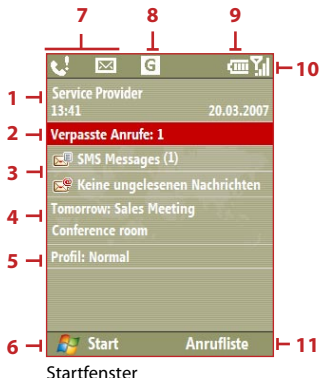 7 8 9
G
10
1 Service Provider
13:41 20.03.2007
2 Verpasste Anrufe: 1
SMS Messages (1)
3
Keine ungelesenen Nachrichten
4 Tomorrow: Sales Meeting
Conference room
5 Profil: Normal
6 Start Anrufliste 11
Startfenster